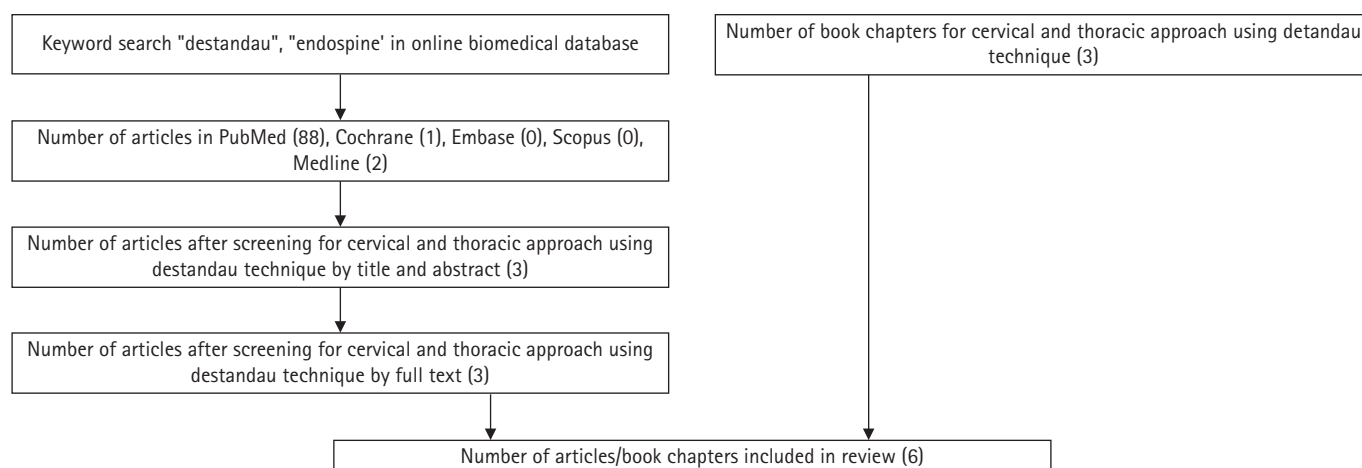 Keyword search "destandau", "endospine' in online biomedical database
Number of articles in PubMed (88), Cochrane (1), Embase (0), Scopus (0),
Medline (2)
Number of articles after screening for cervical and thoracic approach using
destandau technique by title and abstract (3)
Number of articles after screening for cervical and thoracic approach using
destandau technique by full text (3)
Number of book chapters for cervical and thoracic approach using detandau
technique (3)
Number of articles/book chapters included in review (6)